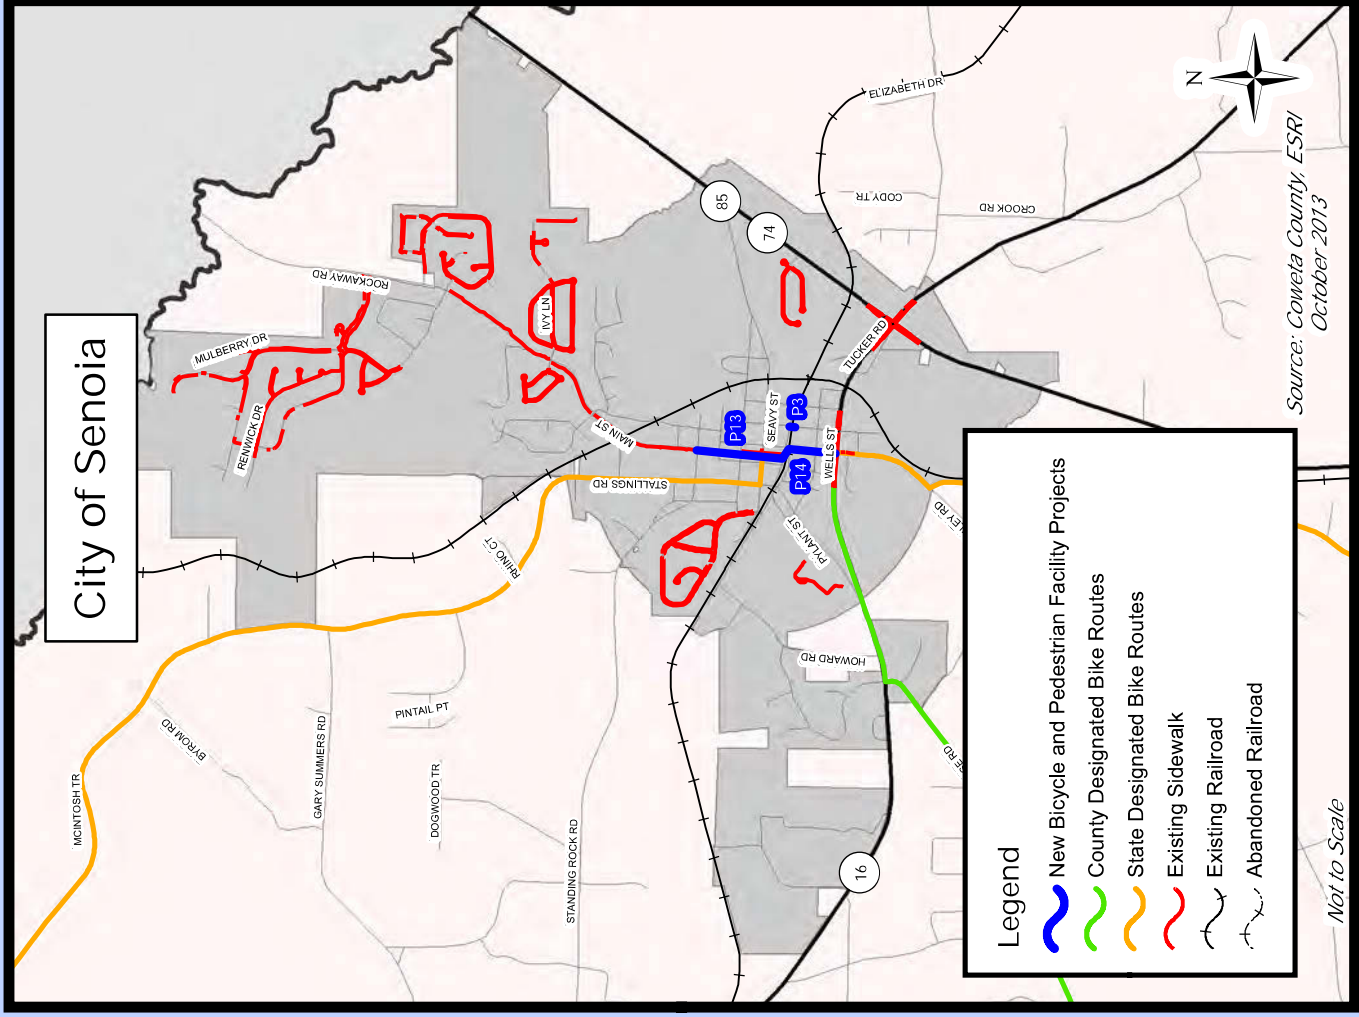 City of Senoia
N
Source: Coweta County, ESRI
October 2013
Not to Scale
MULBERRY DR
RENWICK DR
ROCKAWAY RD
IVY LN
MAIN ST
STALLINGS RD
RHINO CT
SEAVY ST
WELLS ST
PYLANT ST
TUCKER RD
ELIZABETH DR
CODY TR
CROOK RD
HOWARD RD
MCINTOSH TR
BYROM RD
GARY SUMMERS RD
PINTAIL PT
DOGWOOD TR
STANDING ROCK RD
LEY RD
GE RD
85
74
16
P13
P3
P14
Legend
New Bicycle and Pedestrian Facility Projects
County Designated Bike Routes
State Designated Bike Routes
Existing Sidewalk
Existing Railroad
Abandoned Railroad